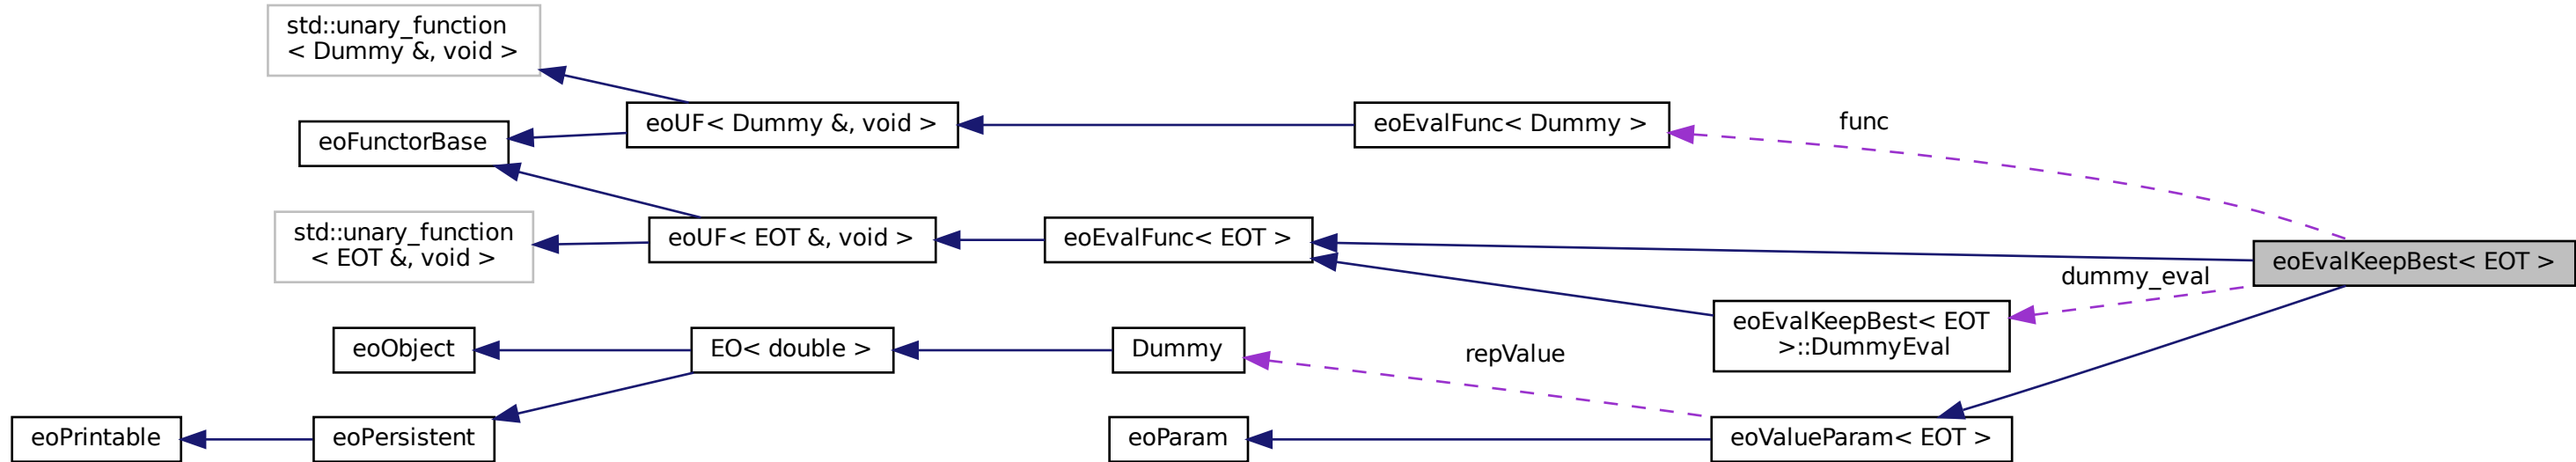 std::unary_function
< Dummy &, void >
eoUF< Dummy &, void >
eoEvalFunc< Dummy >
func
eoFunctorBase
std::unary_function
< EOT &, void >
eoUF< EOT &, void >
eoEvalFunc< EOT >
eoEvalKeepBest< EOT >
dummy_eval
eoEvalKeepBest< EOT
>::DummyEval
eoObject
EO< double >
Dummy
repValue
eoPrintable
eoPersistent
eoParam
eoValueParam< EOT >